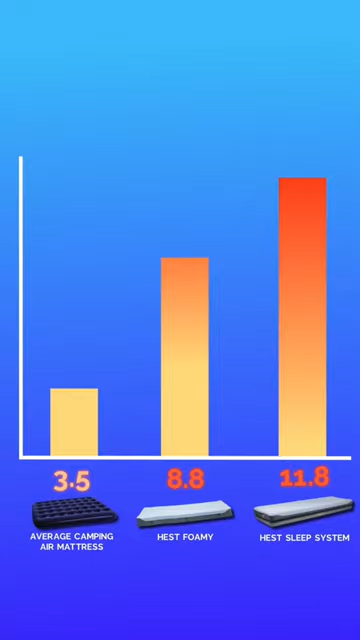 3.5
8.8
11.8
AVERAGE CAMPING
AIR MATTRESS
HEST FOAMY
HEST SLEEP SYSTEM